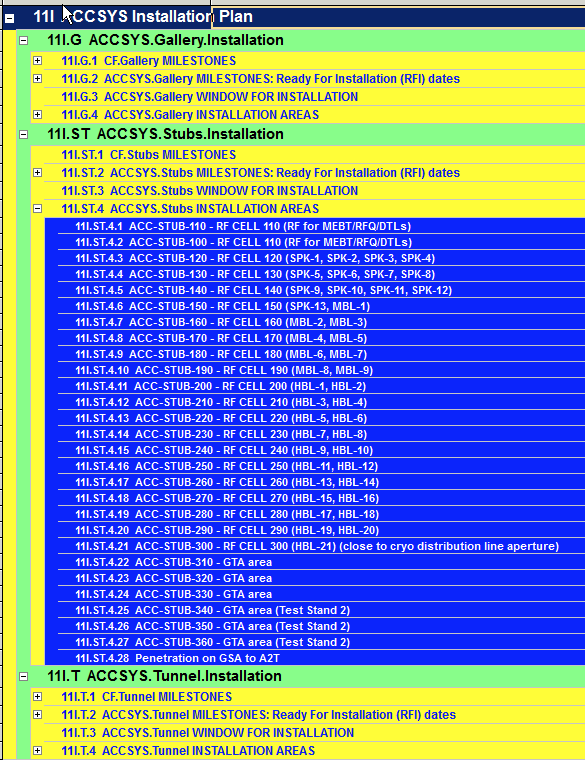 11I ACCSYS Installation Plan
11I.G ACCSYS.Gallery.Installation
11I.G.1 CF.Gallery MILESTONES
11I.G.2 ACCSYS.Gallery MILESTONES: Ready For Installation (RFI) dates
11I.G.3 ACCSYS.Gallery WINDOW FOR INSTALLATION
11I.G.4 ACCSYS.Gallery INSTALLATION AREAS
11I.ST ACCSYS.Stubs.Installation
11I.ST.1 CF.Stubs MILESTONES
11I.ST.2 ACCSYS.Stubs MILESTONES: Ready For Installation (RFI) dates
11I.ST.3 ACCSYS.Stubs WINDOW FOR INSTALLATION
11I.ST.4 ACCSYS.Stubs INSTALLATION AREAS
11I.ST.4.1 ACC-STUB-110 - RF CELL 110 (RF for MEBT/RFQ/DTLs)
11I.ST.4.2 ACC-STUB-100 - RF CELL 110 (RF for MEBT/RFQ/DTLs)
11I.ST.4.3 ACC-STUB-120 - RF CELL 120 (SPK-1, SPK-2, SPK-3, SPK-4)
11I.ST.4.4 ACC-STUB-130 - RF CELL 130 (SPK-5, SPK-6, SPK-7, SPK-8)
11I.ST.4.5 ACC-STUB-140 - RF CELL 140 (SPK-9, SPK-10, SPK-11, SPK-12)
11I.ST.4.6 ACC-STUB-150 - RF CELL 150 (SPK-13, MBL-1)
11I.ST.4.7 ACC-STUB-160 - RF CELL 160 (MBL-2, MBL-3)
11I.ST.4.8 ACC-STUB-170 - RF CELL 170 (MBL-4, MBL-5)
11I.ST.4.9 ACC-STUB-180 - RF CELL 180 (MBL-6, MBL-7)
11I.ST.4.10 ACC-STUB-190 - RF CELL 190 (MBL-8, MBL-9)
11I.ST.4.11 ACC-STUB-200 - RF CELL 200 (HBL-1, HBL-2)
11I.ST.4.12 ACC-STUB-210 - RF CELL 210 (HBL-3, HBL-4)
11I.ST.4.13 ACC-STUB-220 - RF CELL 220 (HBL-5, HBL-6)
11I.ST.4.14 ACC-STUB-230 - RF CELL 230 (HBL-7, HBL-8)
11I.ST.4.15 ACC-STUB-240 - RF CELL 240 (HBL-9, HBL-10)
11I.ST.4.16 ACC-STUB-250 - RF CELL 250 (HBL-11, HBL-12)
11I.ST.4.17 ACC-STUB-260 - RF CELL 260 (HBL-13, HBL-14)
11I.ST.4.18 ACC-STUB-270 - RF CELL 270 (HBL-15, HBL-16)
11I.ST.4.19 ACC-STUB-280 - RF CELL 280 (HBL-17, HBL-18)
11I.ST.4.20 ACC-STUB-290 - RF CELL 290 (HBL-19, HBL-20)
11I.ST.4.21 ACC-STUB-300 - RF CELL 300 (HBL-21) (close to cryo distribution line aperture)
11I.ST.4.22 ACC-STUB-310 - GTA area
11I.ST.4.23 ACC-STUB-320 - GTA area
11I.ST.4.24 ACC-STUB-330 - GTA area
11I.ST.4.25 ACC-STUB-340 - GTA area (Test Stand 2)
11I.ST.4.26 ACC-STUB-350 - GTA area (Test Stand 2)
11I.ST.4.27 ACC-STUB-360 - GTA area (Test Stand 2)
11I.ST.4.28 Penetration on GSA to A2T
11I.T ACCSYS.Tunnel.Installation
11I.T.1 CF.Tunnel MILESTONES
11I.T.2 ACCSYS.Tunnel MILESTONES: Ready For Installation (RFI) dates
11I.T.3 ACCSYS.Tunnel WINDOW FOR INSTALLATION
11I.T.4 ACCSYS.Tunnel INSTALLATION AREAS